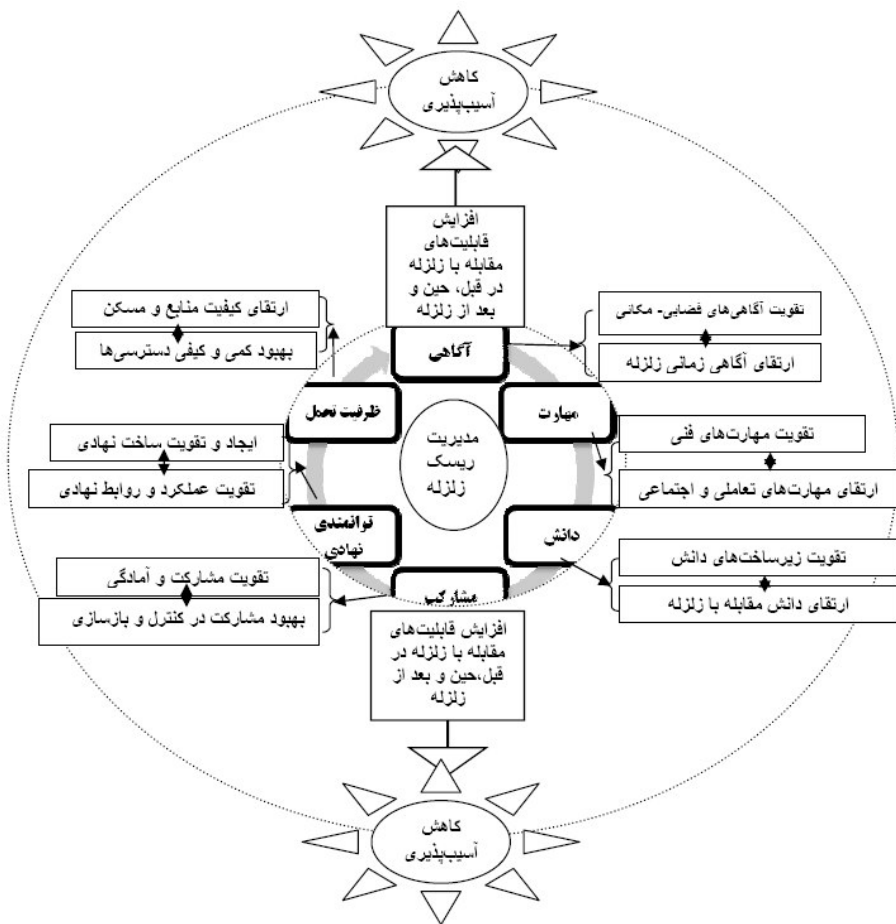 کاهش
آسیب‌پذیری
افزایش
قابلیت‌های
مقابله با زلزله
در قبل، حین و
بعد از زلزله
تقویت آگاهی‌های فضایی- مکانی
ارتقای آگاهی زمانی زلزله
ارتقای کیفیت منابع و مسکن
بهبود کمی و کیفی دسترسی‌ها
آگاهی
مهارت
ظرفیت تحمل
مدیریت
ریسک
زلزله
تقویت مهارت‌های فنی
ارتقای مهارت‌های تعاملی و اجتماعی
ایجاد و تقویت ساخت نهادی
تقویت عملکرد و روابط نهادی
دانش
توانمندی
نهادی
تقویت زیرساخت‌های دانش
ارتقای دانش مقابله با زلزله
تقویت مشارکت و آمادگی
بهبود مشارکت در کنترل و بازسازی
افزایش قابلیت‌های
مقابله با زلزله در
قبل،حین و بعد از
زلزله
کاهش
آسیب‌پذیری